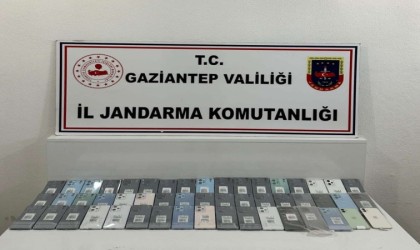 T.C.
GAZİANTEP VALİLİĞİ
İL JANDARMA KOMUTANLIĞI